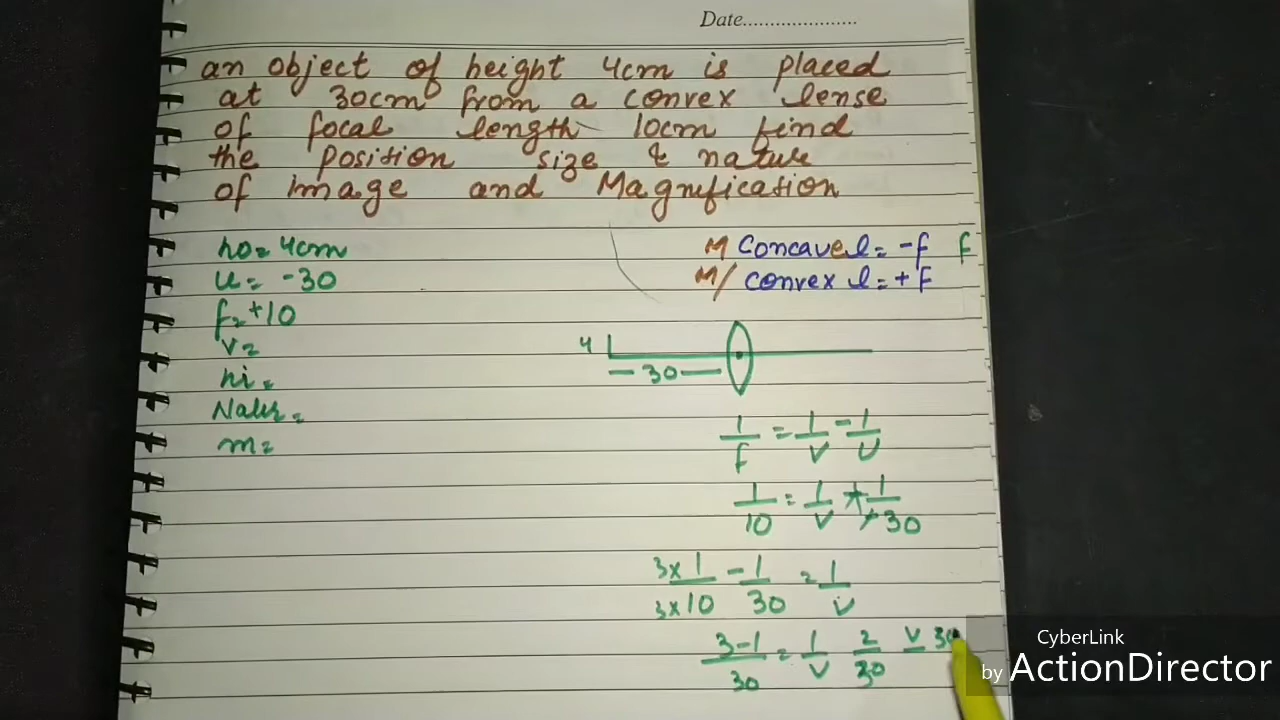 Date.....................
an object of height 4cm is placed
at 30cm from a convex lense
of focal length 10cm find
the position size & nature
of image and Magnification
ho = 4cm
u = -30
f = +10
v =
hi =
m =
M Concave l = -f f
M/ Convex l = + F
4
30
1/f = 1/v - 1/u
1/10 = 1/v + 1/+30
3x1/3x10 - 1/30 = 1/v
3-1/30 = 1/v 2/30 v 30
CyberLink
by ActionDirector